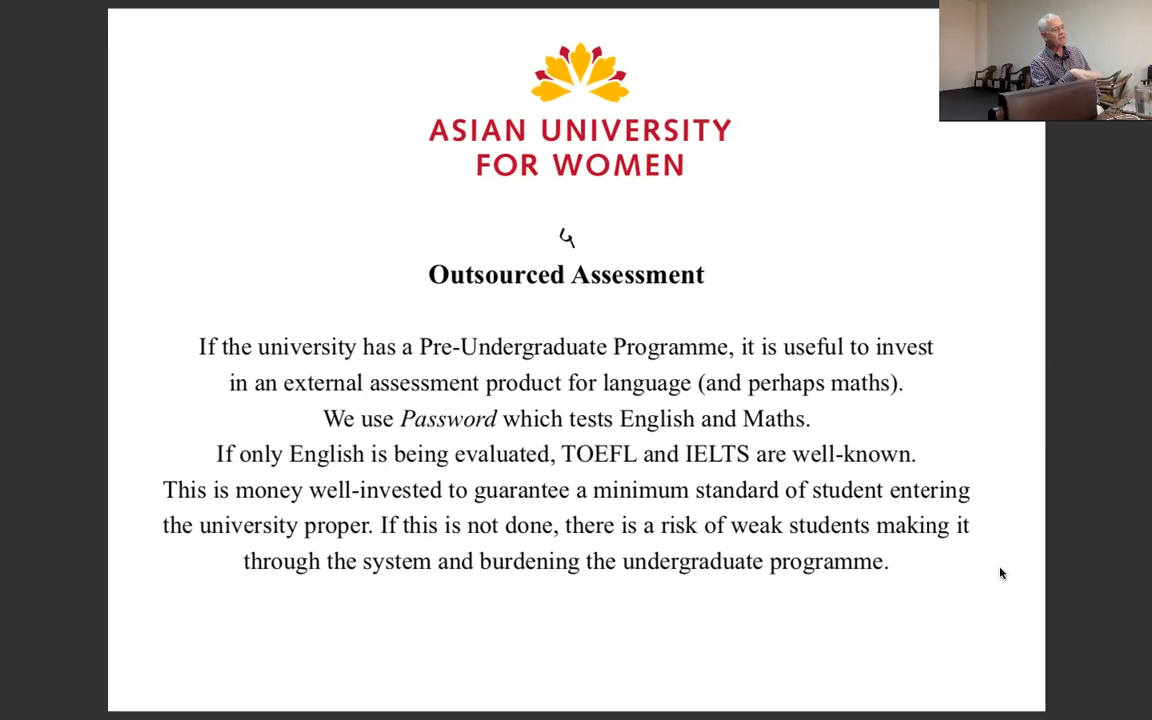 ASIAN UNIVERSITY
FOR WOMEN
4
Outsourced Assessment
If the university has a Pre-Undergraduate Programme, it is useful to invest
in an external assessment product for language (and perhaps maths).
We use Password which tests English and Maths.
If only English is being evaluated, TOEFL and IELTS are well-known.
This is money well-invested to guarantee a minimum standard of student entering
the university proper. If this is not done, there is a risk of weak students making it
through the system and burdening the undergraduate programme.